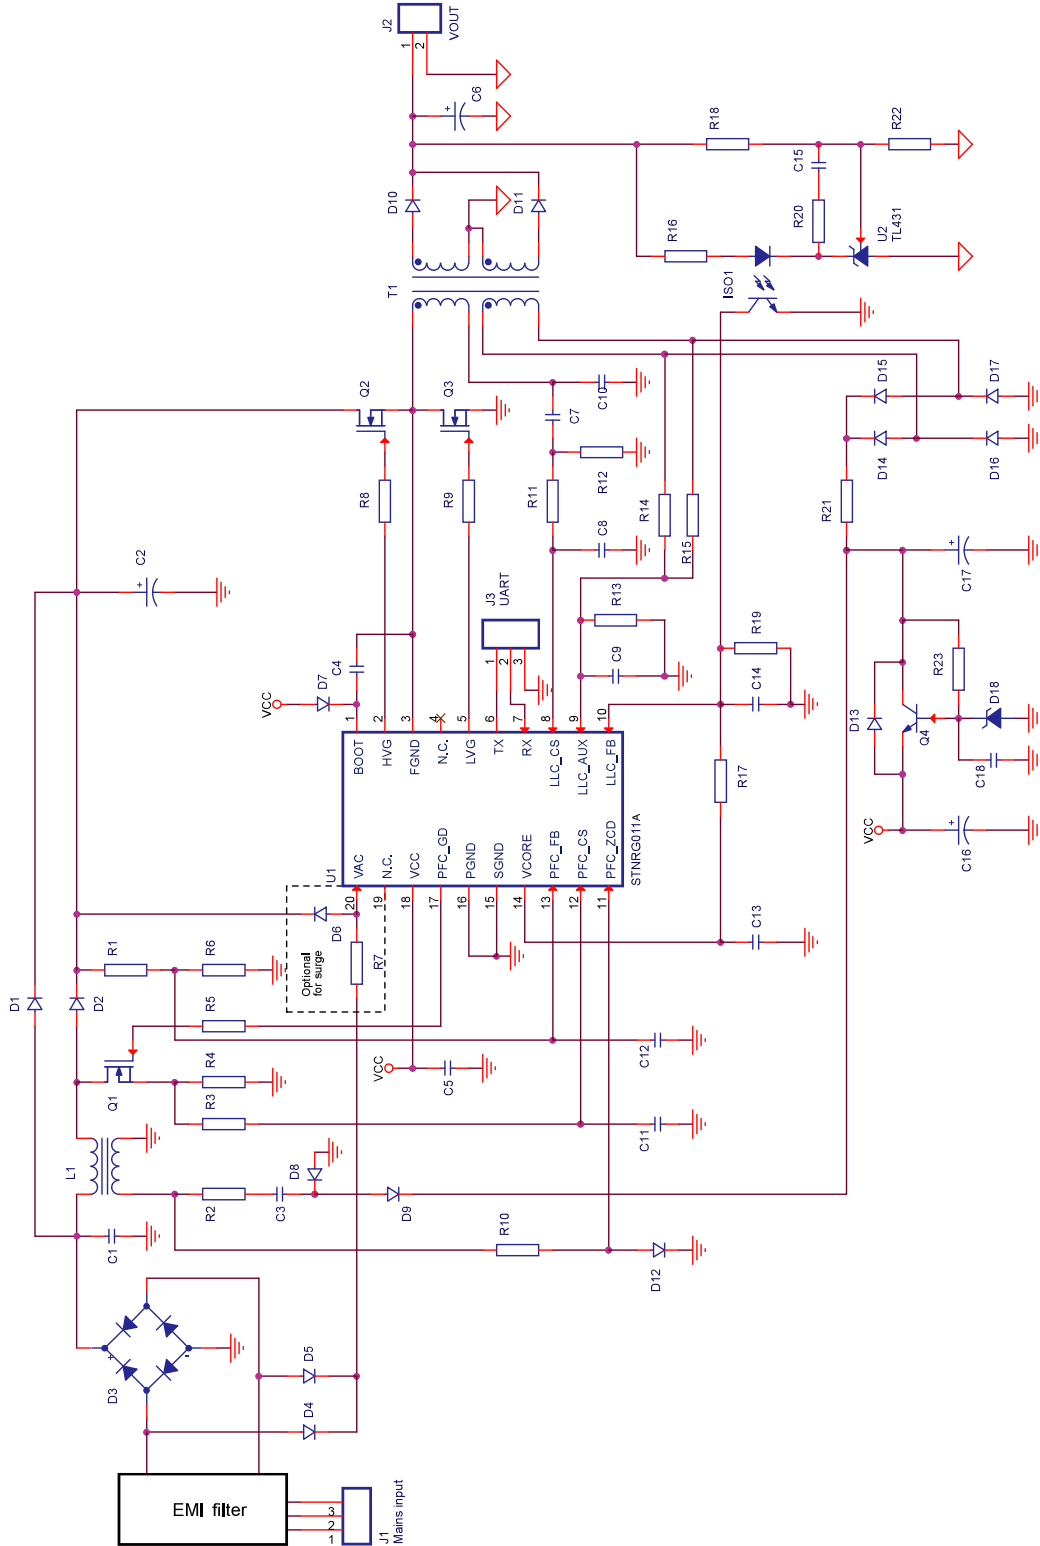 J2
VOUT
1
2
C6
R18
R22
C15
D10
D11
R20
U2
TL431
R16
ISO1
T1
Q2
Q3
C10
C7
D15
D17
R8
R9
R11
R12
R14
R15
C8
R21
D14
D16
C2
J3
UART
1
2
3
R13
R19
C17
C4
D7
VCC
C9
C14
R23
D18
D13
Q4
C18
1
2
3
4
5
6
7
8
9
10
BOOT
HVG
FGND
N.C.
LVG
TX
RX
LLC_CS
LLC_AUX
LLC_FB
R17
VCC
C16
U1
STNRG011A
VAC
N.C.
VCC
PFC_GD
PGND
SGND
VCORE
PFC_FB
PFC_CS
PFC_ZCD
20
19
18
17
16
15
14
13
12
11
D6
R7
Optional
for surge
C13
R1
R6
D1
D2
R5
R4
R3
Q1
VCC
C5
C12
C11
L1
D8
R2
C3
D9
R10
D12
C1
D3
+
-
D5
D4
EMI filter
3
2
1
J1
Mains input